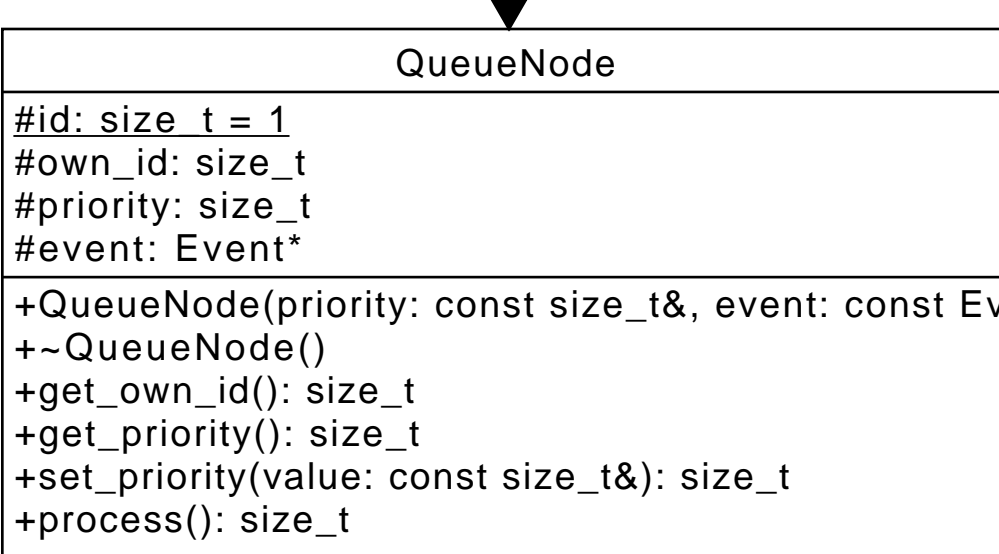 QueueNode
#id: size_t = 1
#own_id: size_t
#priority: size_t
#event: Event*
+QueueNode(priority: const size_t&, event: const Ev
+~QueueNode()
+get_own_id(): size_t
+get_priority(): size_t
+set_priority(value: const size_t&): size_t
+process(): size_t